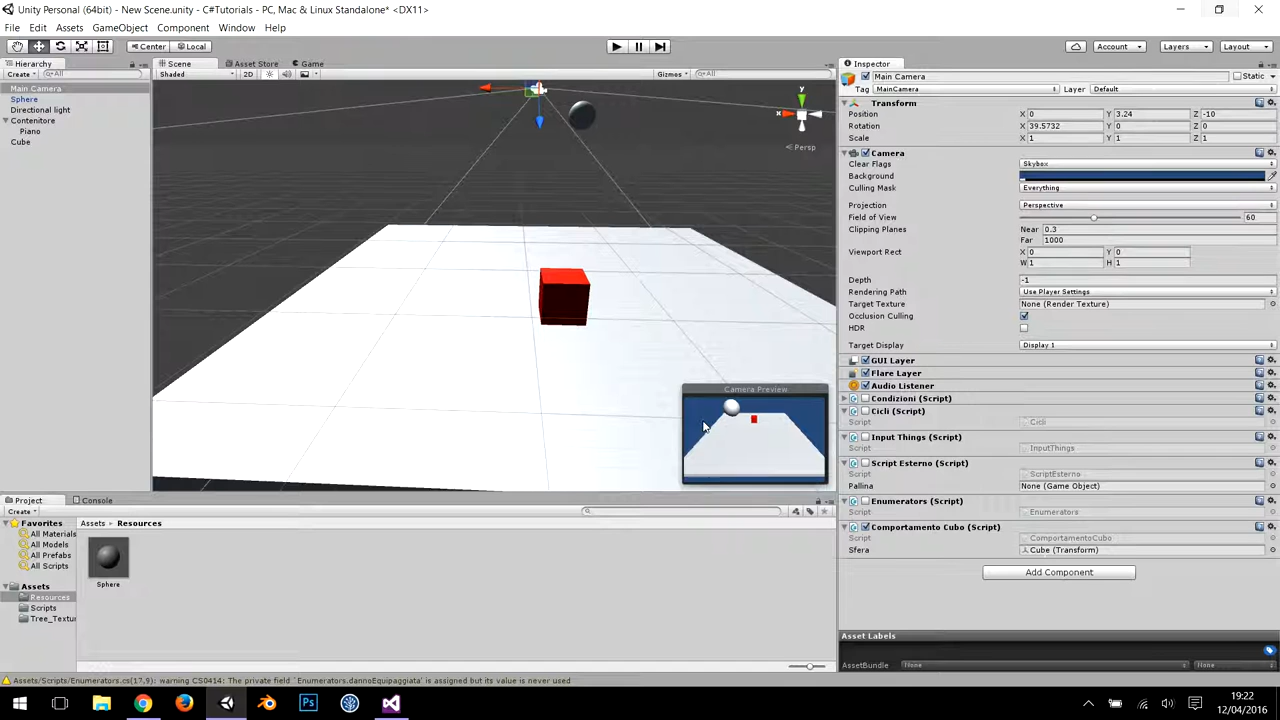 Unity Personal (64bit) - New Scene.unity - C#Tutorials - PC, Mac & Linux Standalone* <DX11>
File Edit Assets GameObject Component Window Help
Center Local Account Layers Layout
Hierarchy
Create All
Main Camera
Sphere
Directional light
Contenitore
Piano
Cube
Scene Asset Store Game
Shaded 2D Gizmos All
y
x
Persp
Camera Preview
Inspector
Main Camera Static
Tag MainCamera Layer Default
Transform
Position X 0 Y 3.24 Z -10
Rotation X 39.5732 Y 0 Z 0
Scale X 1 Y 1 Z 1
Camera
Clear Flags Skybox
Background
Culling Mask Everything
Projection Perspective
Field of View 60
Clipping Planes Near 0.3
Far 1000
Viewport Rect X 0 Y 0
W 1 H 1
Depth -1
Rendering Path Use Player Settings
Target Texture None (Render Texture)
Occlusion Culling
HDR
Target Display Display 1
GUI Layer
Flare Layer
Audio Listener
Condizioni (Script)
Cicli (Script)
Script Cicli
Input Things (Script)
Script InputThings
Script Esterno (Script)
Script ScriptEsterno
Pallina None (Game Object)
Enumerators (Script)
Script Enumerators
Comportamento Cubo (Script)
Script ComportamentoCubo
Sfera Cube (Transform)
Add Component
Asset Labels
AssetBundle None None
Project Console
Create
Favorites
All Materials
All Models
All Prefabs
All Scripts
Assets
Resources
Scripts
Tree_Textu
Assets Resources
Sphere
Assets/Scripts/Enumerators.cs(17,9): warning CS0414: The private field `Enumerators.dannoEquipaggiata' is assigned but its value is never used
Ps
19:22
12/04/2016